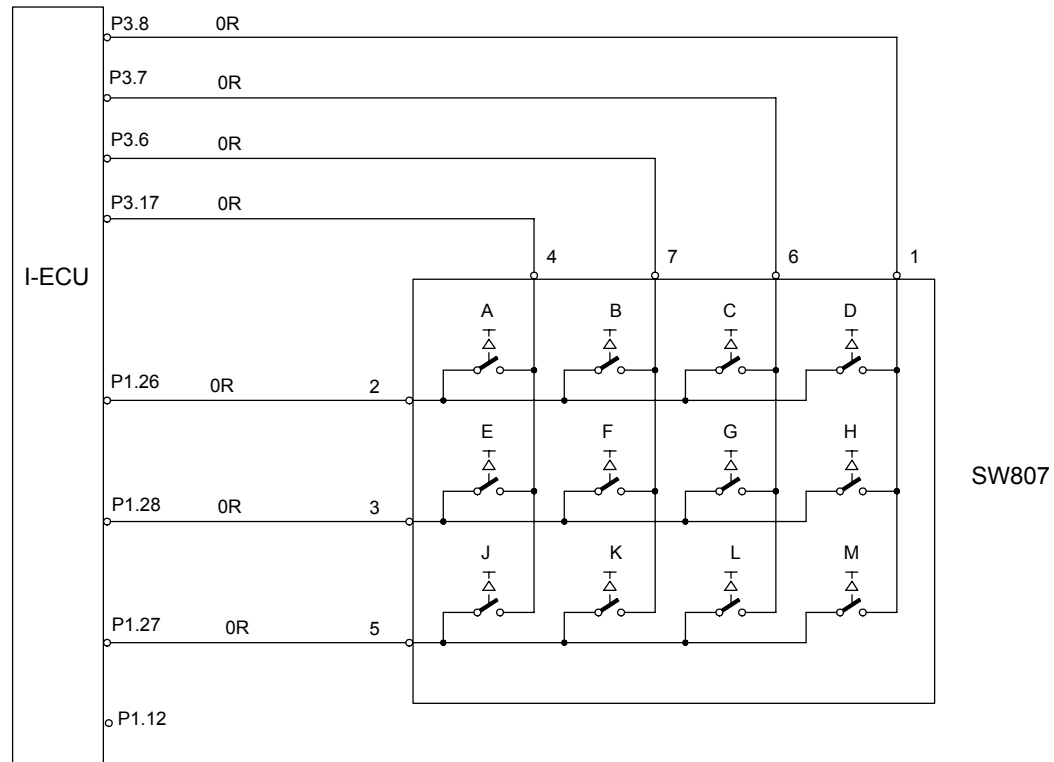 P3.8 0R
P3.7 0R
P3.6 0R
P3.17 0R
4 7 6 1
I-ECU
A B C D
P1.26 0R 2
E F G H
SW807
P1.28 0R 3
J K L M
P1.27 0R 5
P1.12